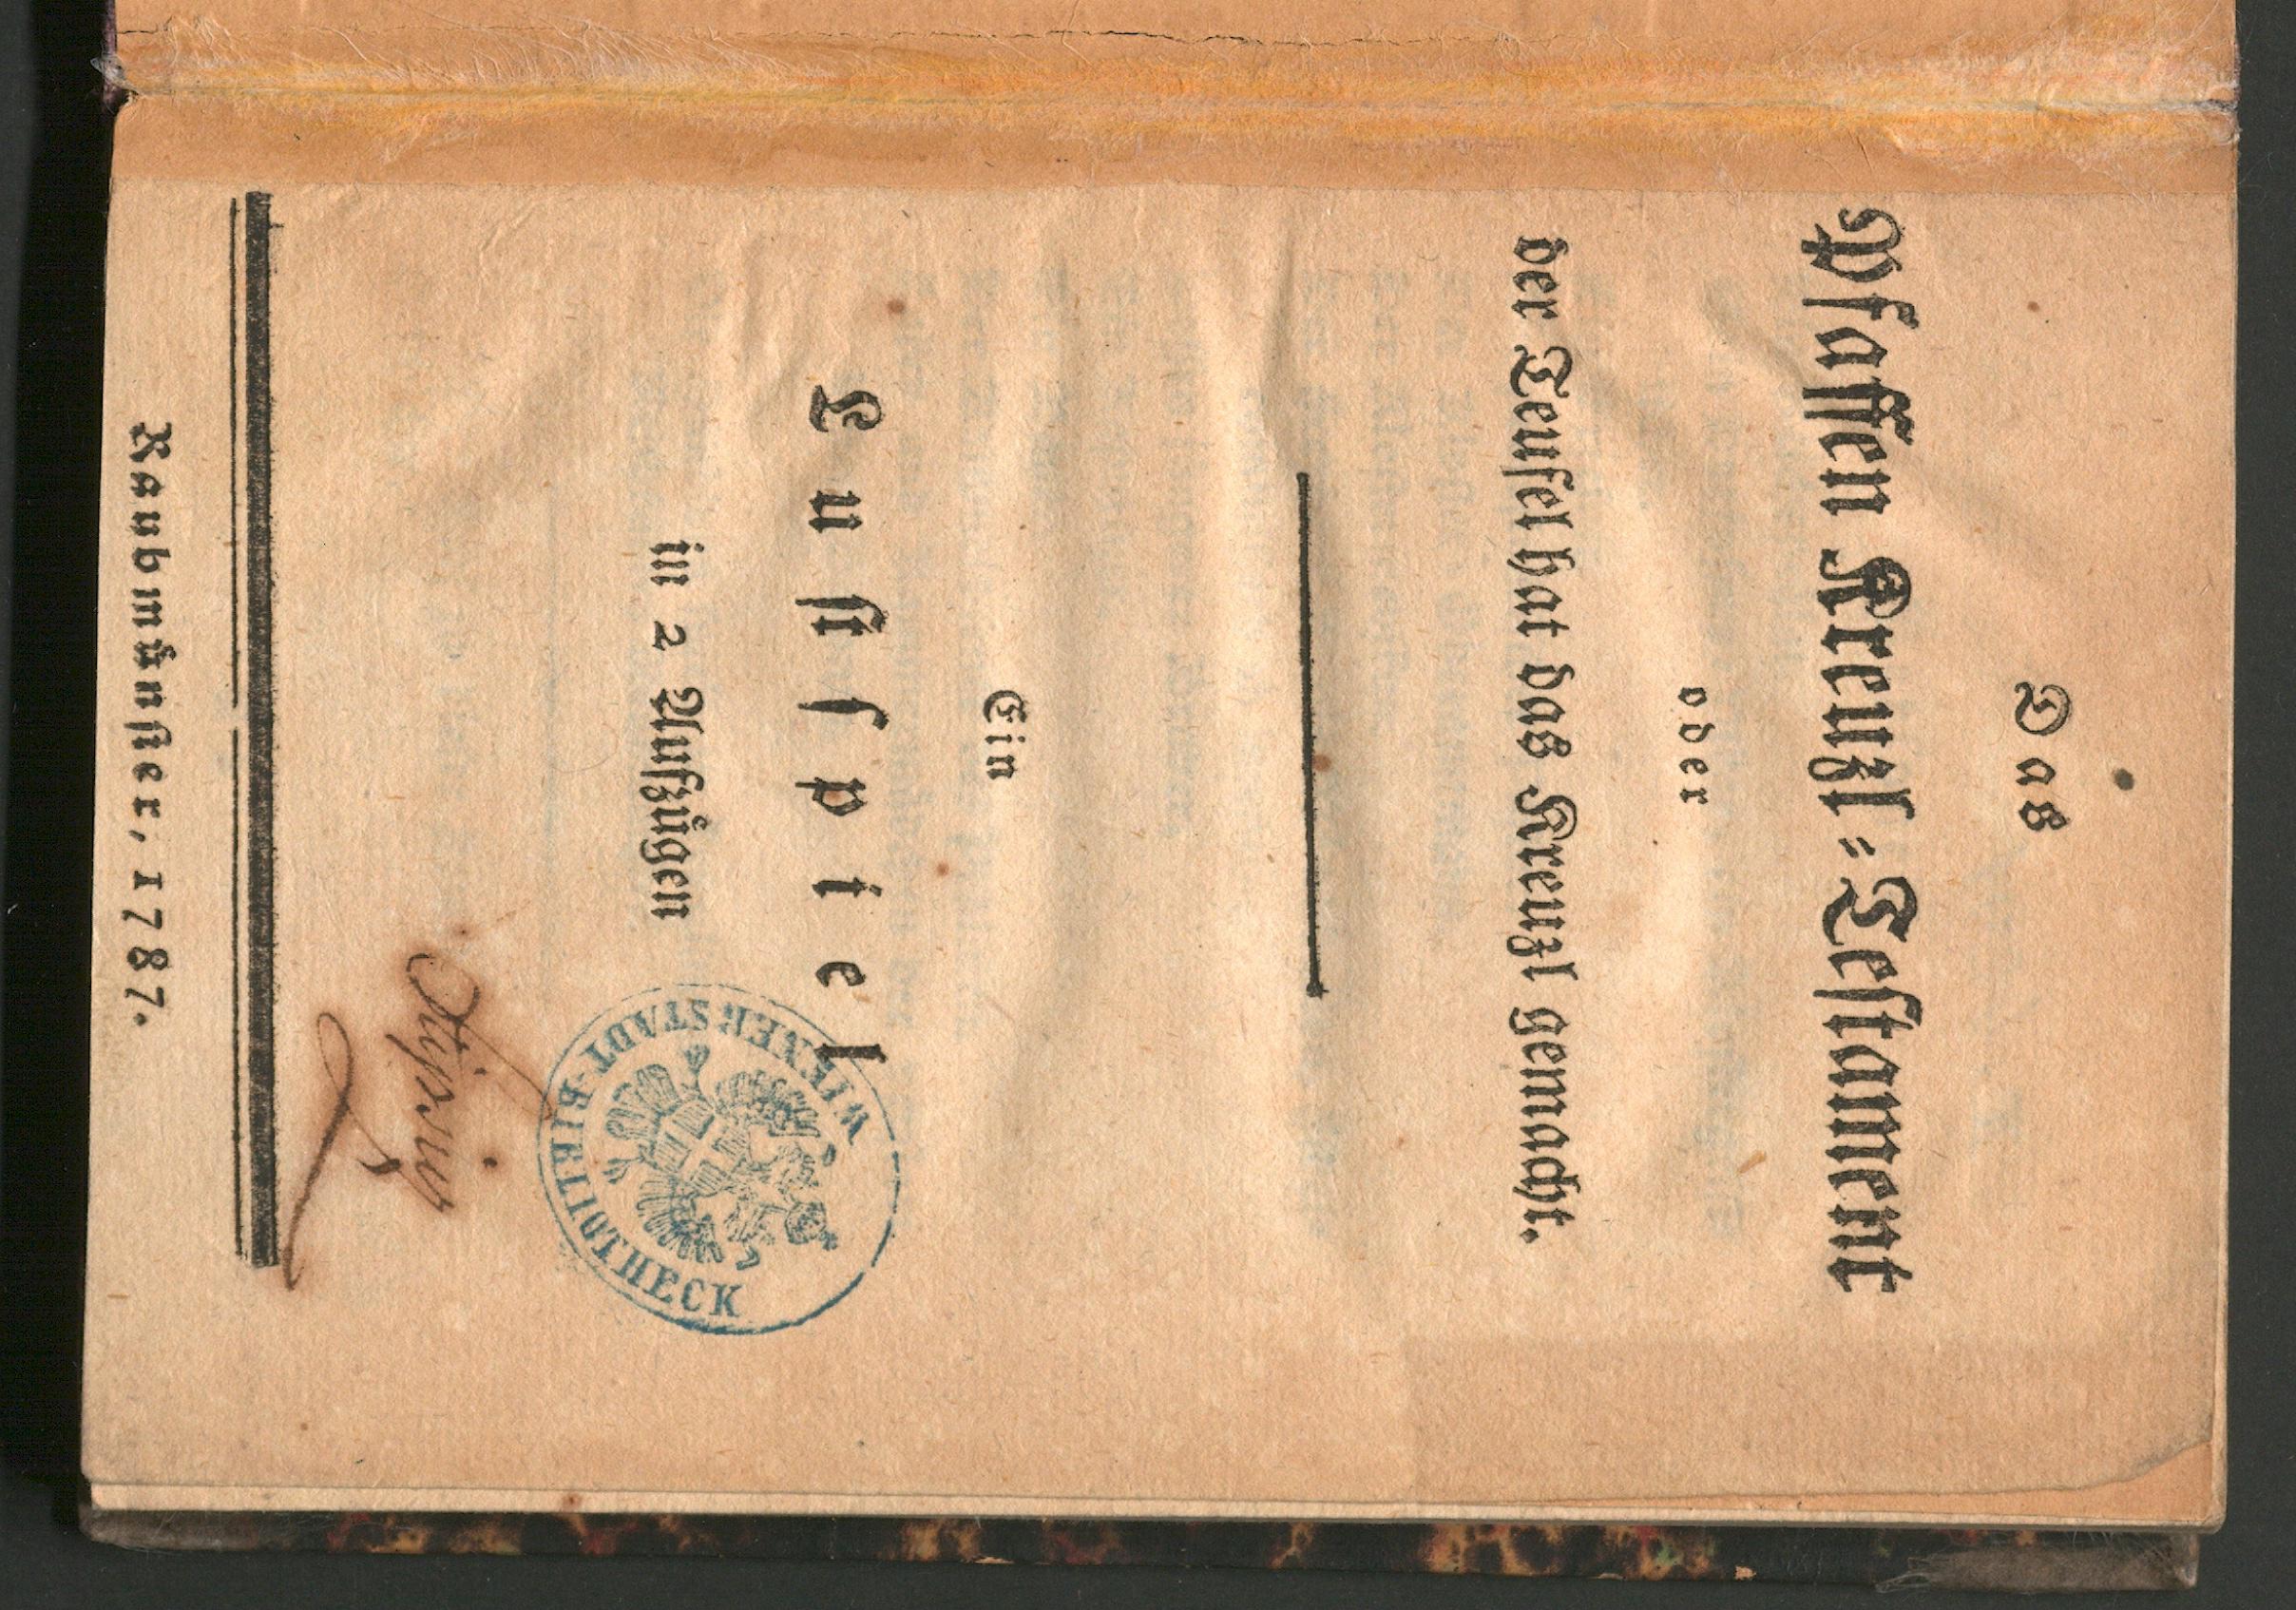 Das
Pfaffen Kreuzl-Testament
oder
der Teufel hat das Kreuzl gemacht.
Ein
Lustspiel
in 2 Aufzügen
WIENER STADT-BIBLIOTHECK
Raubmünster, 1787.